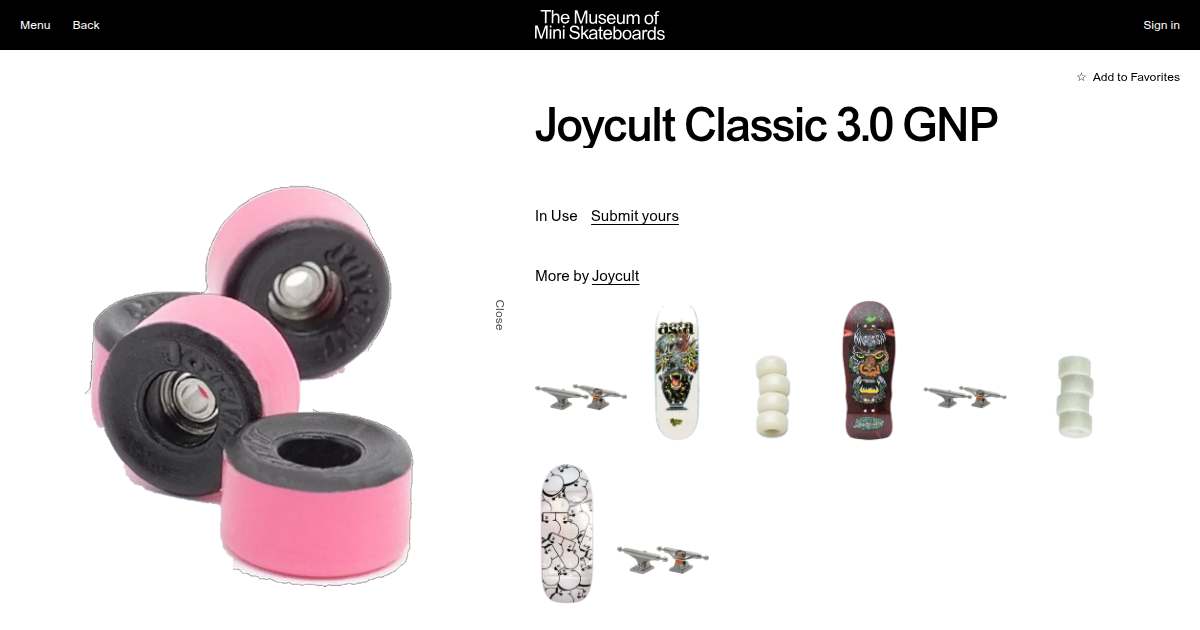 Menu
Back
The Museum of
Mini Skateboards
Sign in
☆ Add to Favorites
Joycult Classic 3.0 GNP
In Use
Submit yours
More by Joycult
Close
asta